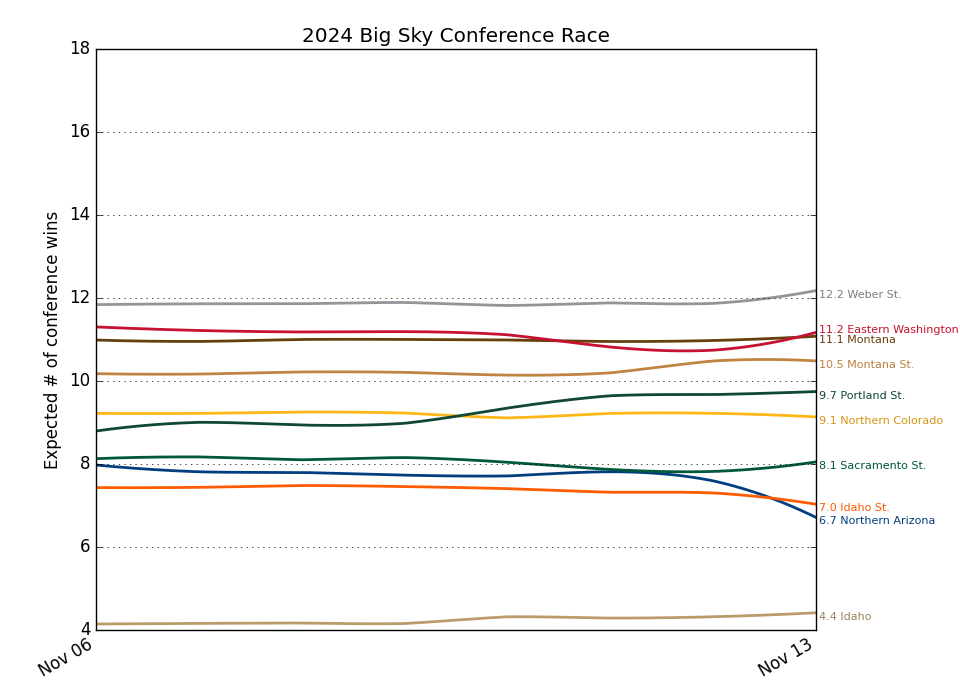 2024 Big Sky Conference Race
Expected # of conference wins
18
16
14
12
10
8
6
4
Nov 06
Nov 13
12.2 Weber St.
11.2 Eastern Washington
11.1 Montana
10.5 Montana St.
9.7 Portland St.
9.1 Northern Colorado
8.1 Sacramento St.
7.0 Idaho St.
6.7 Northern Arizona
4.4 Idaho